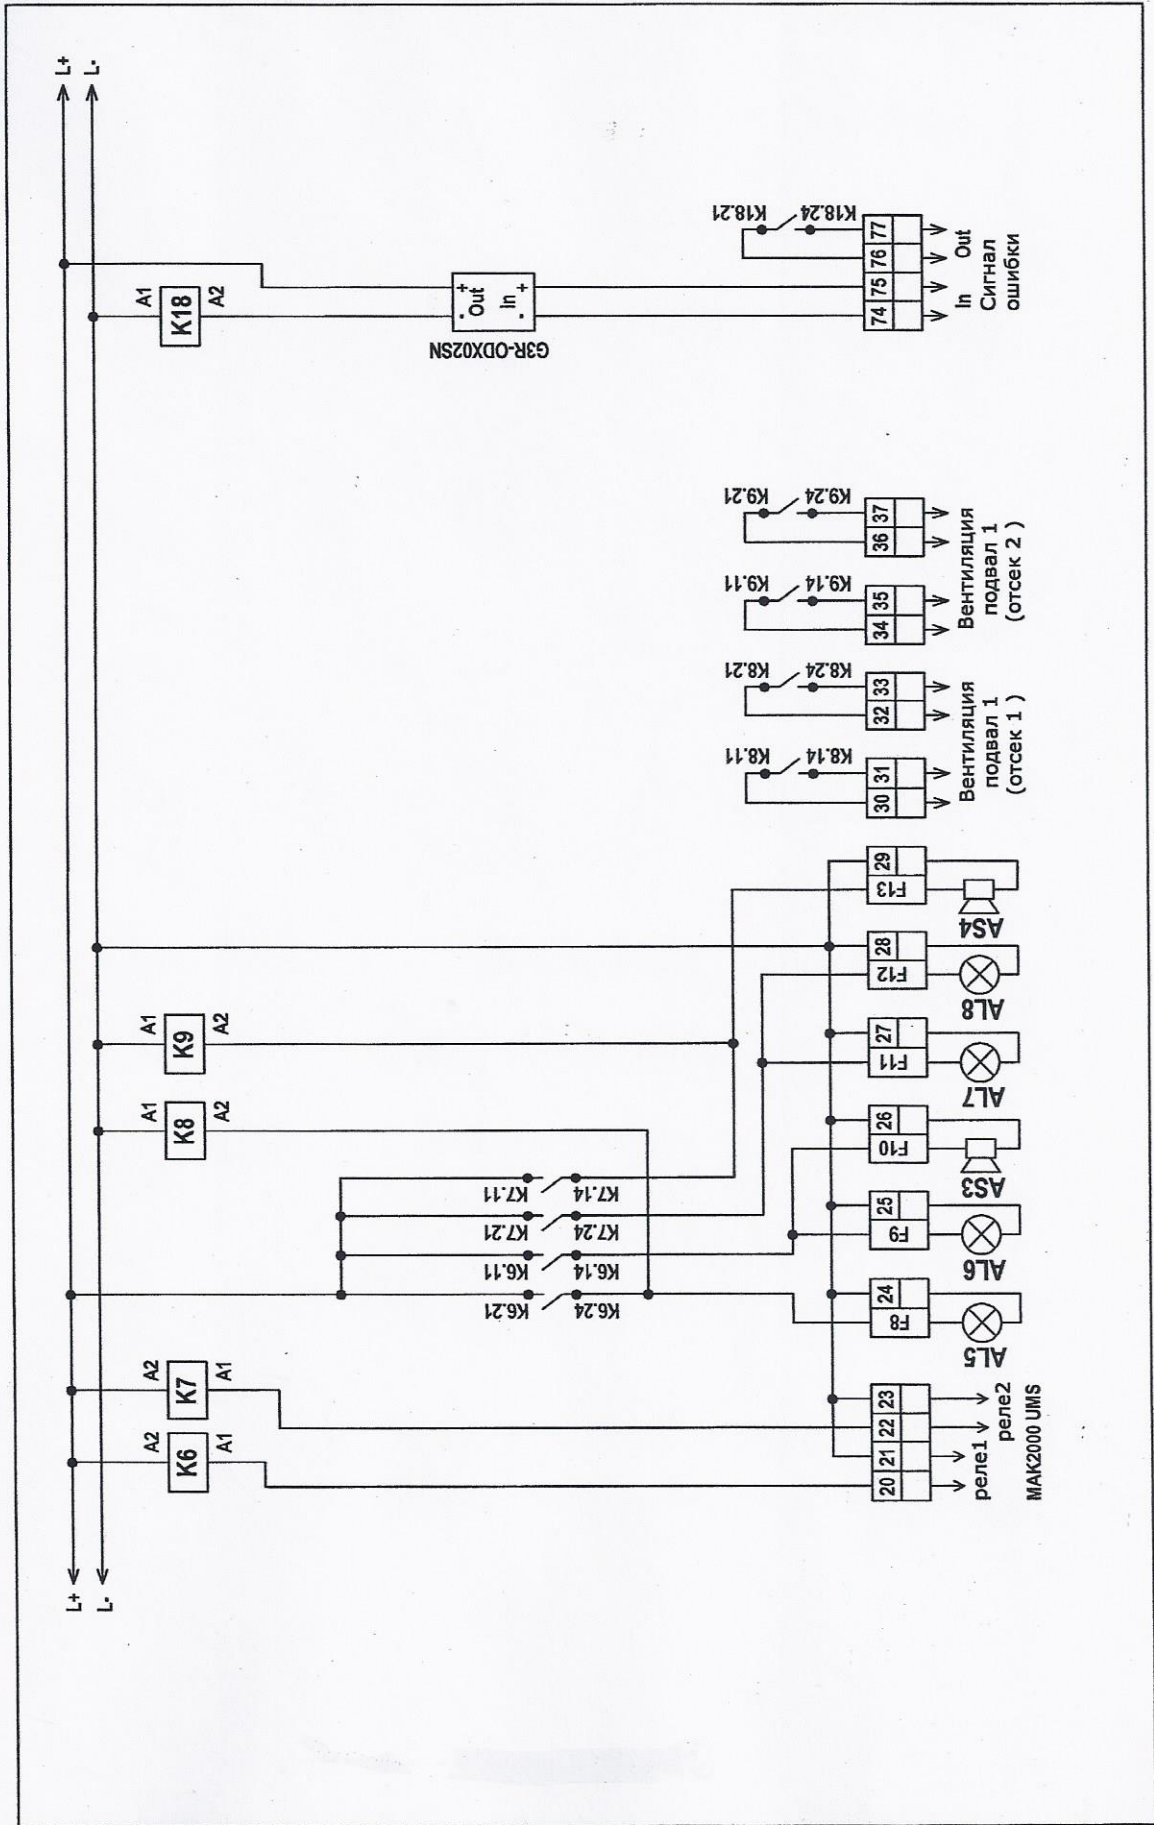 L+
L-
L+
L-
A2
K6
A1
A2
K7
A1
A1
K8
A2
A1
K9
A2
A1
K18
A2
K6.21
K6.24
K6.11
K6.14
K7.21
K7.24
K7.11
K7.14
Out
+
-
In
+
-
G3R-ODX02SN
K8.11
K8.14
K8.21
K8.24
K9.11
K9.14
K9.21
K9.24
K18.21
K18.24
20
21
22
23
F8
24
F9
25
F10
26
F11
27
F12
28
F13
29
30
31
32
33
34
35
36
37
74
75
76
77
реле1
реле2
MAK2000 UMS
AL5
AL6
AS3
AL7
AL8
AS4
Вентиляция
подвал 1
(отсек 1 )
Вентиляция
подвал 1
(отсек 2 )
In
Out
Сигнал
ошибки